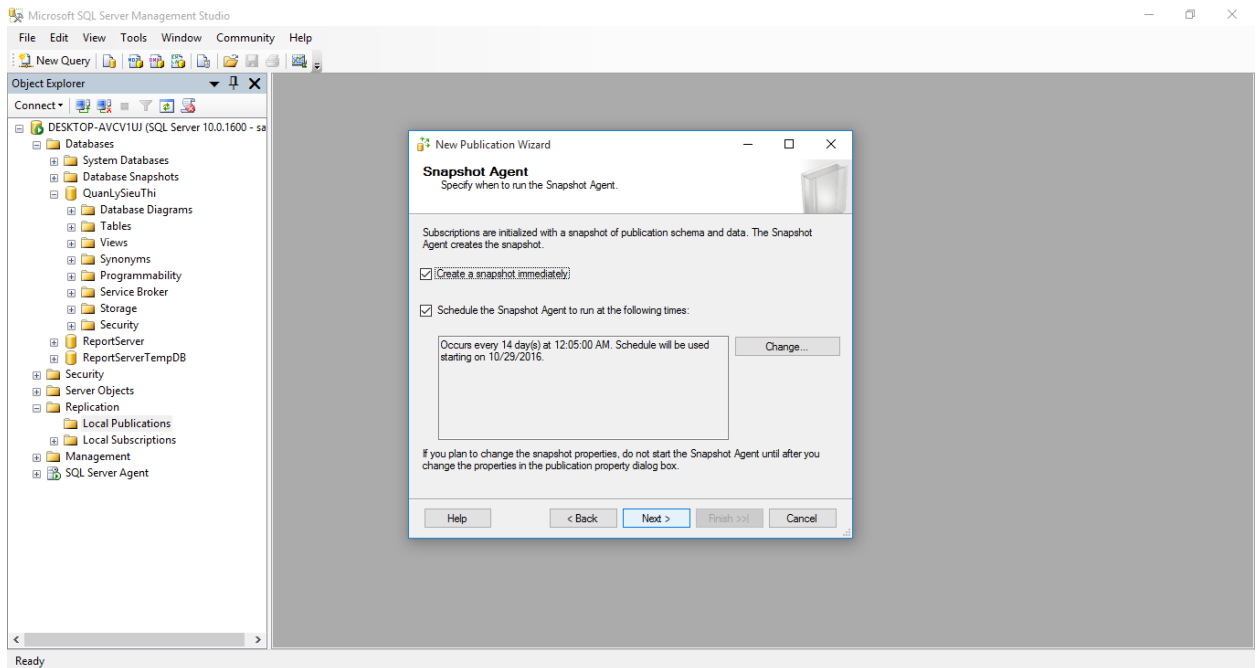 Microsoft SQL Server Management Studio
File Edit View Tools Window Community Help
New Query
Object Explorer
Connect
DESKTOP-AVCV1UJ (SQL Server 10.0.1600 - sa
Databases
System Databases
Database Snapshots
QuanLySieuThi
Database Diagrams
Tables
Views
Synonyms
Programmability
Service Broker
Storage
Security
ReportServer
ReportServerTempDB
Security
Server Objects
Replication
Local Publications
Local Subscriptions
Management
SQL Server Agent
New Publication Wizard
Snapshot Agent
Specify when to run the Snapshot Agent.
Subscriptions are initialized with a snapshot of publication schema and data. The Snapshot
Agent creates the snapshot.
Create a snapshot immediately
Schedule the Snapshot Agent to run at the following times:
Occurs every 14 day(s) at 12:05:00 AM. Schedule will be used
starting on 10/29/2016.
Change...
If you plan to change the snapshot properties, do not start the Snapshot Agent until after you
change the properties in the publication property dialog box.
Help < Back Next > Finish >>| Cancel
Ready